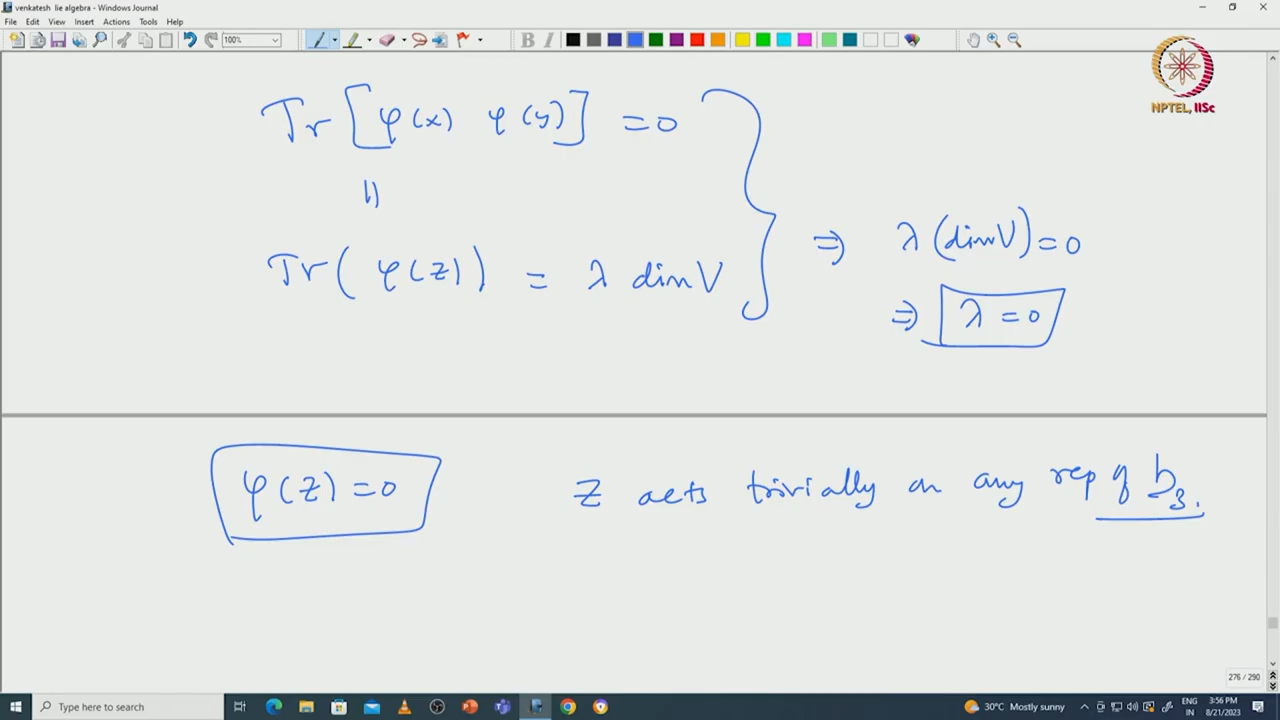 venkatesh lie algebra - Windows Journal
File Edit View Insert Actions Tools Help
100%
B I
NPTEL, IISc
Tr [φ(x) φ(y)] = 0
||
Tr(φ(z)) = λ dim V
⇒ λ (dim V) = 0
⇒ λ = 0
φ(z) = 0 z acts trivially on any rep of h3.
276 / 290
Type here to search
30°C Mostly sunny
ENG
IN
3:56 PM
8/21/2023